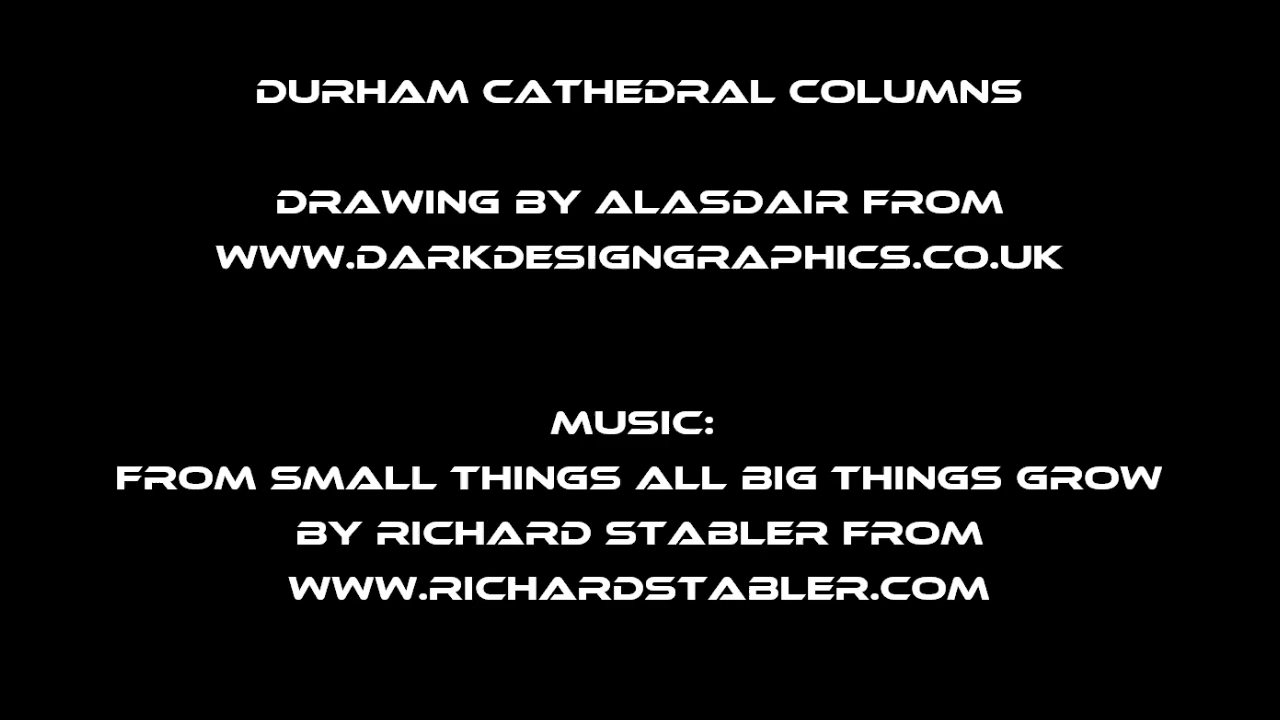 DURHAM CATHEDRAL COLUMNS
DRAWING BY ALASDAIR FROM
WWW.DARKDESIGNGRAPHICS.CO.UK
MUSIC:
FROM SMALL THINGS ALL BIG THINGS GROW
BY RICHARD STABLER FROM
WWW.RICHARDSTABLER.COM